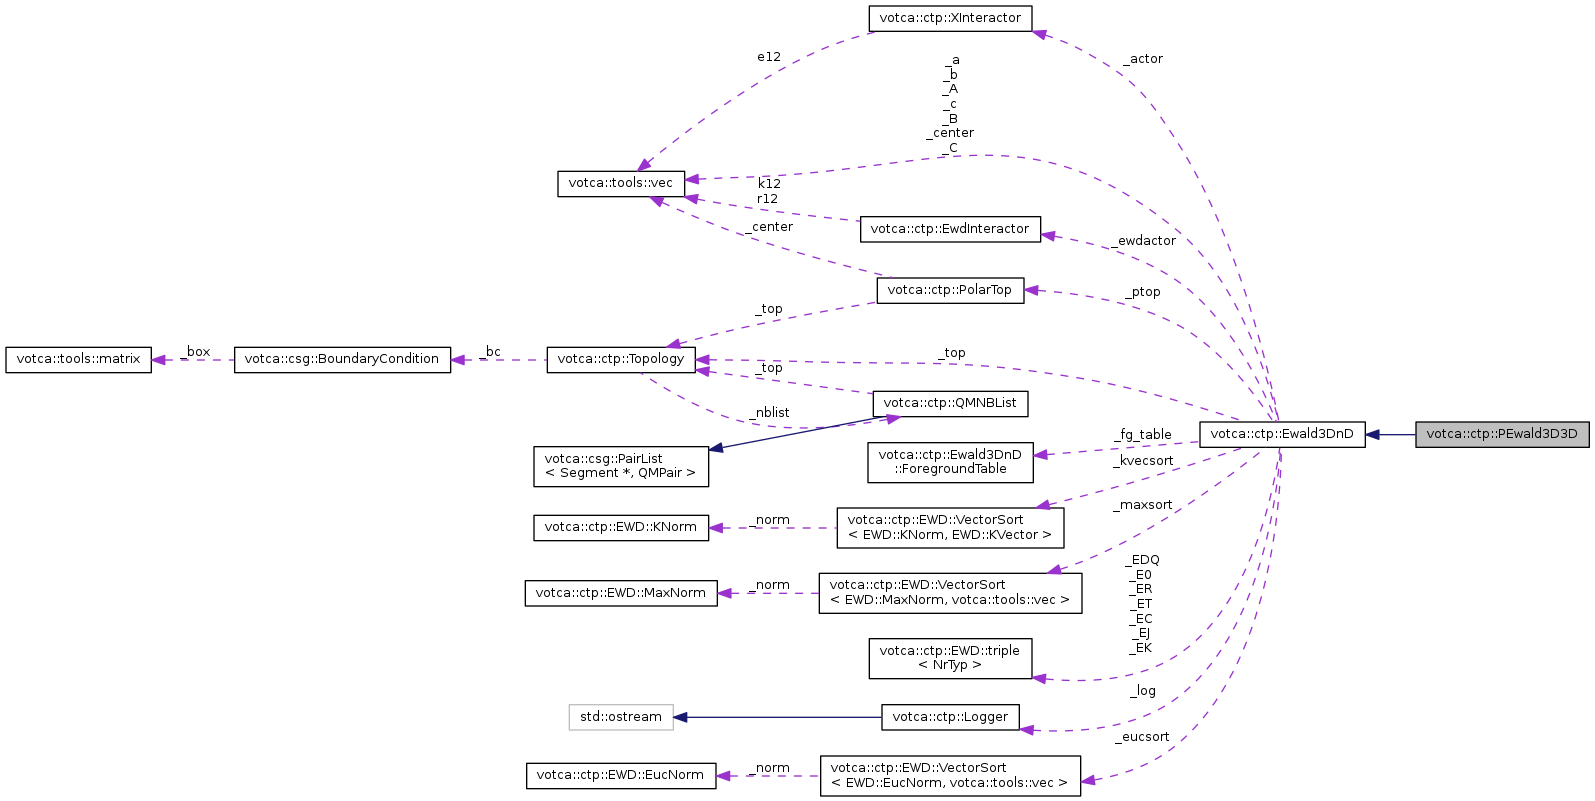 votca::ctp::XInteractor
e12
_actor
_a
_b
_A
_c
_B
_center
_C
votca::tools::vec
k12
r12
votca::ctp::EwdInteractor
_center
_ewdactor
votca::ctp::PolarTop
_ptop
_top
votca::tools::matrix
_box
votca::csg::BoundaryCondition
_bc
votca::ctp::Topology
_top
_top
votca::ctp::QMNBList
_nblist
votca::ctp::Ewald3DnD
votca::ctp::PEwald3D3D
_fg_table
votca::csg::PairList
< Segment *, QMPair >
votca::ctp::Ewald3DnD
::ForegroundTable
_kvecsort
votca::ctp::EWD::KNorm
_norm
votca::ctp::EWD::VectorSort
< EWD::KNorm, EWD::KVector >
_maxsort
votca::ctp::EWD::MaxNorm
_norm
votca::ctp::EWD::VectorSort
< EWD::MaxNorm, votca::tools::vec >
_EDQ
_E0
_ER
_ET
_EC
_EJ
_EK
votca::ctp::EWD::triple
< NrTyp >
_log
std::ostream
votca::ctp::Logger
_eucsort
votca::ctp::EWD::EucNorm
_norm
votca::ctp::EWD::VectorSort
< EWD::EucNorm, votca::tools::vec >